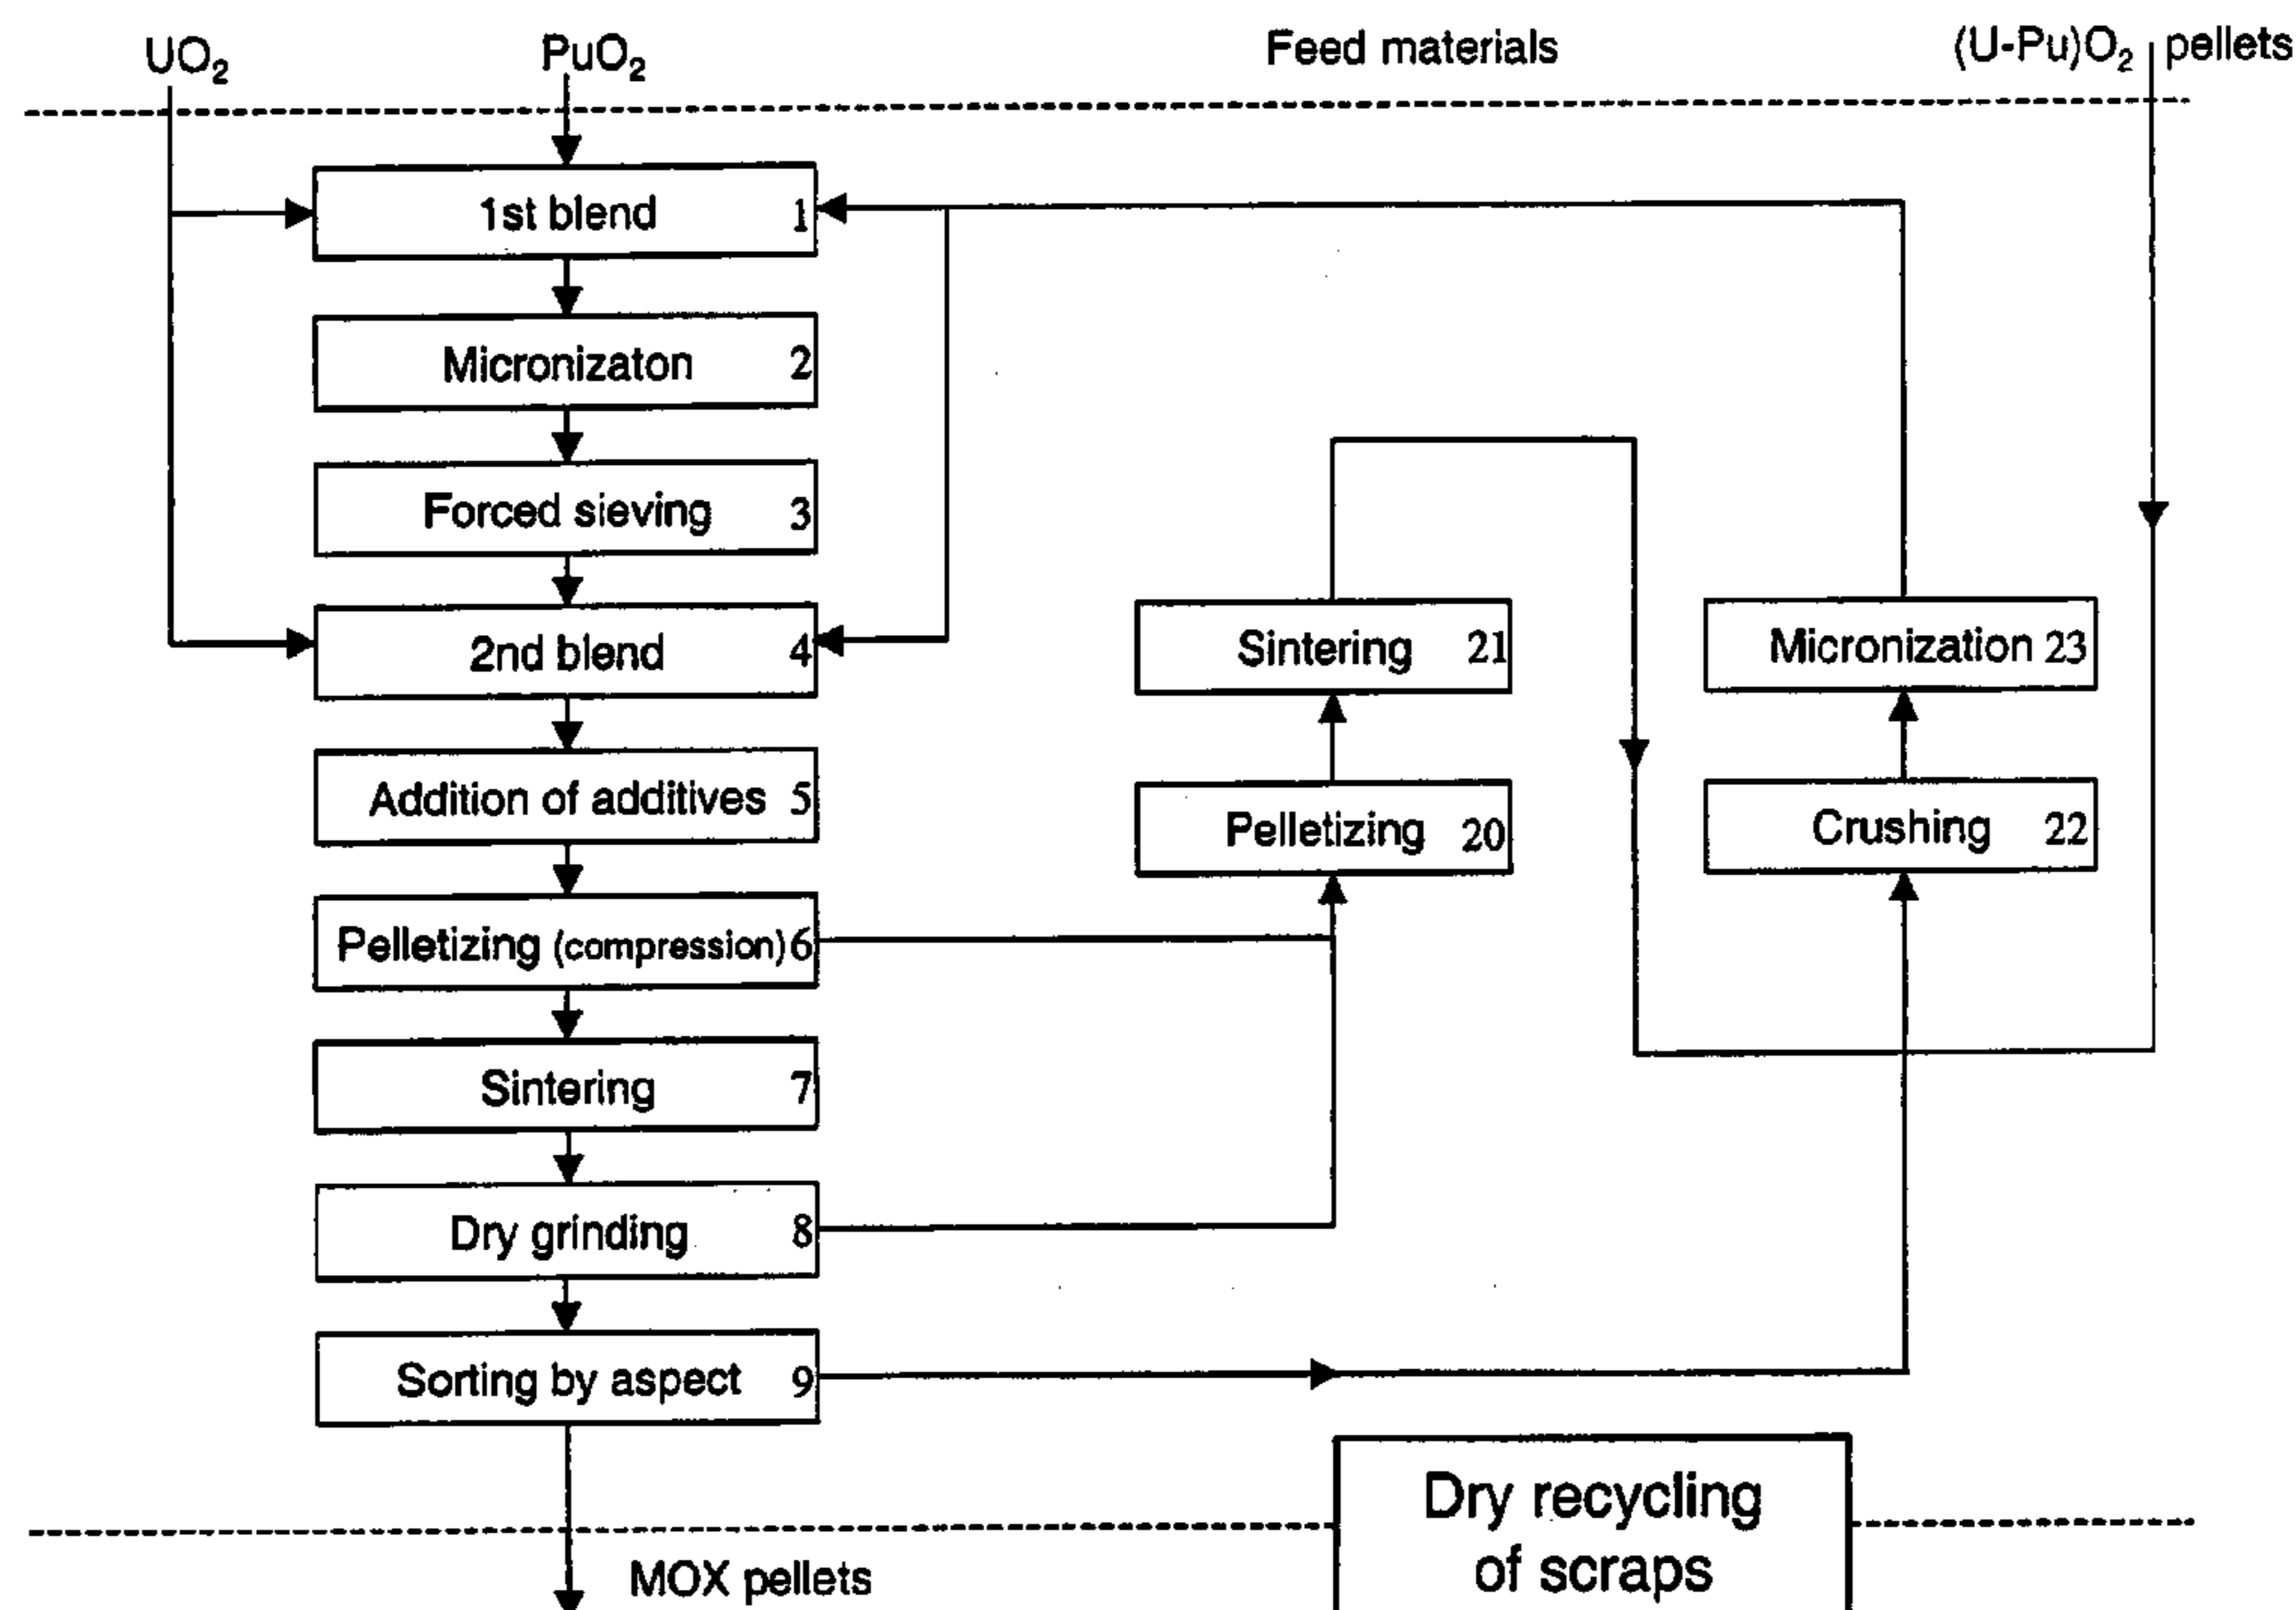 UO₂
PuO₂
Feed materials
(U-Pu)O₂ pellets
1st blend 1
Micronizaton 2
Forced sieving 3
2nd blend 4
Addition of additives 5
Pelletizing (compression) 6
Sintering 7
Dry grinding 8
Sorting by aspect 9
Sintering 21
Pelletizing 20
Micronization 23
Crushing 22
MOX pellets
Dry recycling
of scraps